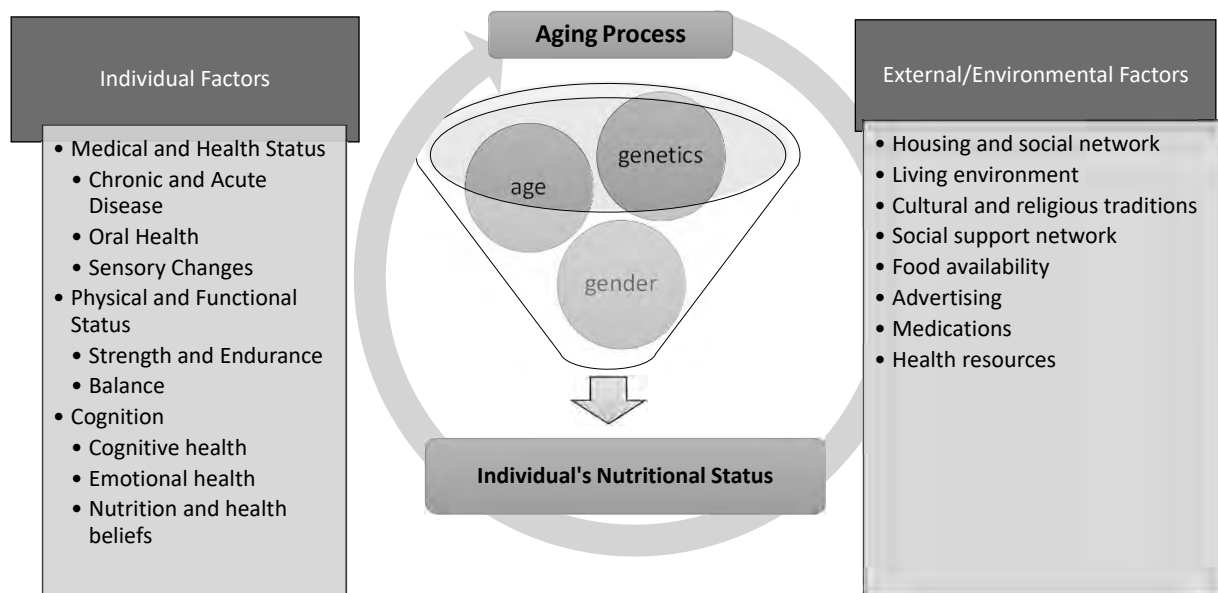 Individual Factors
• Medical and Health Status
• Chronic and Acute
Disease
• Oral Health
• Sensory Changes
• Physical and Functional
Status
• Strength and Endurance
• Balance
• Cognition
• Cognitive health
• Emotional health
• Nutrition and health
beliefs
Aging Process
genetics
age
gender
Individual's Nutritional Status
External/Environmental Factors
• Housing and social network
• Living environment
• Cultural and religious traditions
• Social support network
• Food availability
• Advertising
• Medications
• Health resources